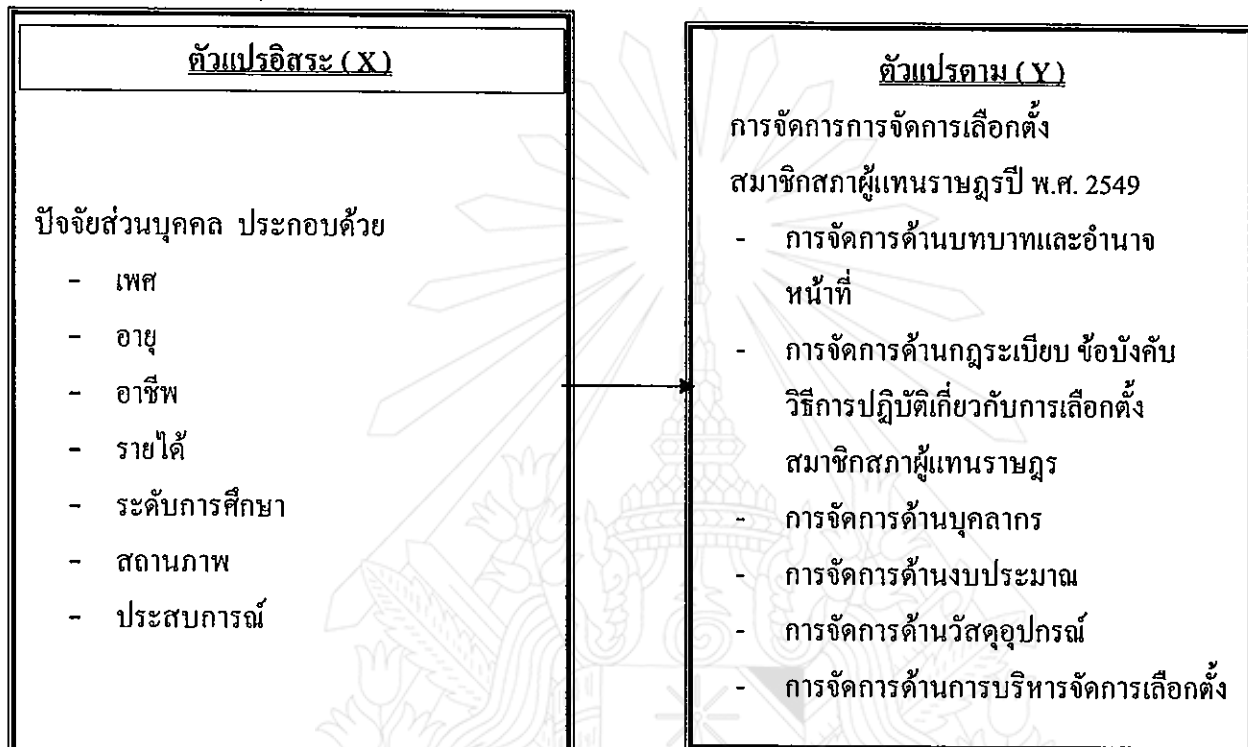 ตัวแปรอิสระ ( X )
ปัจจัยส่วนบุคคล ประกอบด้วย
- เพศ
- อายุ
- อาชีพ
- รายได้
- ระดับการศึกษา
- สถานภาพ
- ประสบการณ์
ตัวแปรตาม ( Y )
การจัดการการจัดการเลือกตั้ง
สมาชิกสภาผู้แทนราษฎรปี พ.ศ. 2549
- การจัดการด้านบทบาทและอำนาจ
หน้าที่
- การจัดการด้านกฎระเบียบ ข้อบังคับ
วิธีการปฏิบัติเกี่ยวกับการเลือกตั้ง
สมาชิกสภาผู้แทนราษฎร
- การจัดการด้านบุคลากร
- การจัดการด้านงบประมาณ
- การจัดการด้านวัสดุอุปกรณ์
- การจัดการด้านการบริหารจัดการเลือกตั้ง